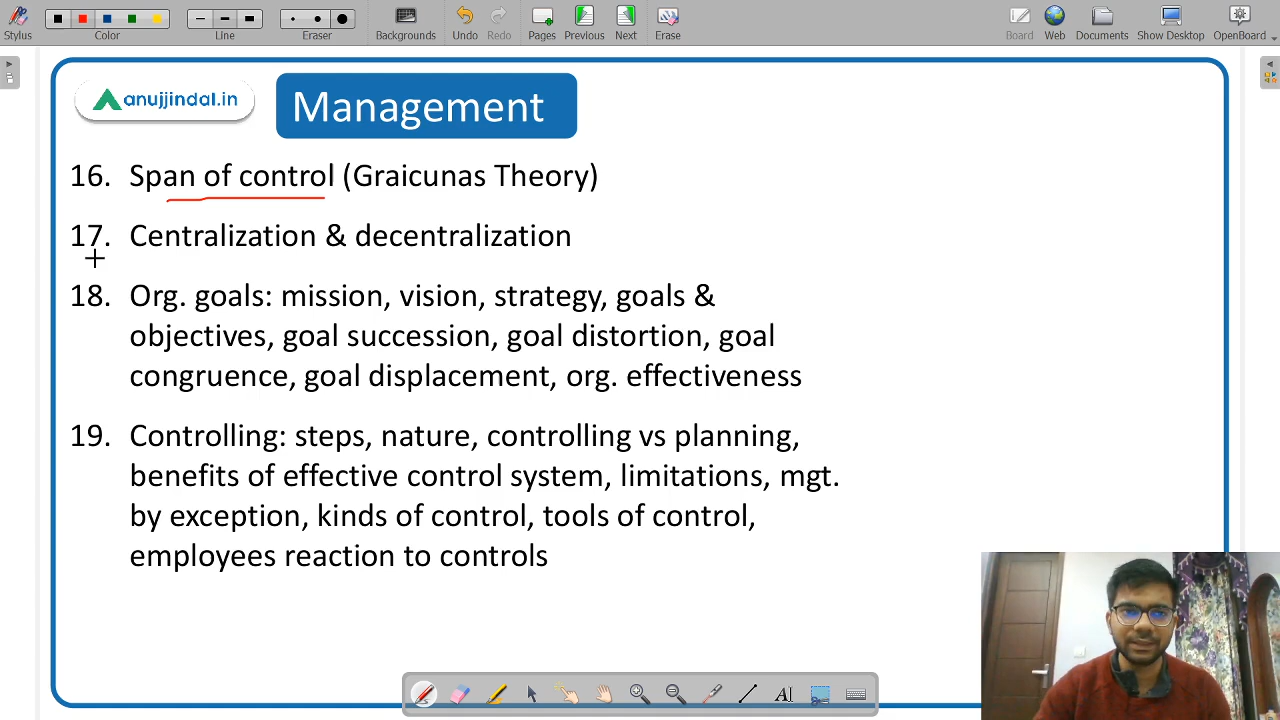 Stylus
Color
Line
Eraser
Backgrounds
Undo
Redo
Pages
Previous
Next
Erase
Board
Web
Documents
Show Desktop
OpenBoard
anujjindal.in
Management
16. Span of control (Graicunas Theory)
17. Centralization & decentralization
18. Org. goals: mission, vision, strategy, goals &
objectives, goal succession, goal distortion, goal
congruence, goal displacement, org. effectiveness
19. Controlling: steps, nature, controlling vs planning,
benefits of effective control system, limitations, mgt.
by exception, kinds of control, tools of control,
employees reaction to controls